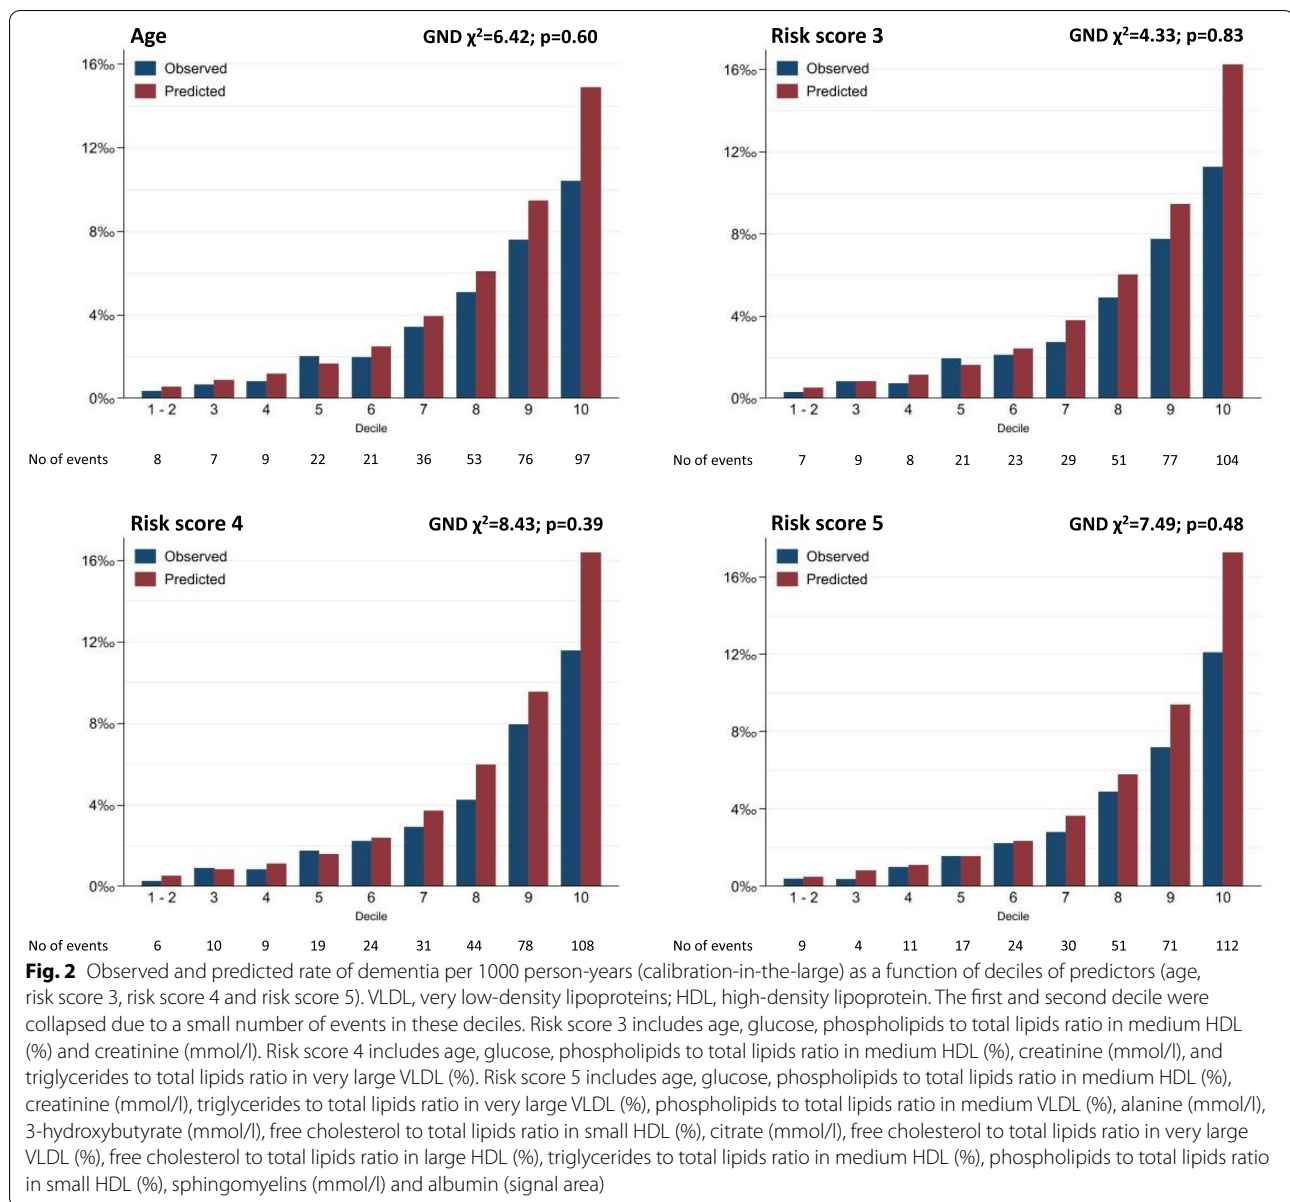 Age GND χ²=6.42; p=0.60
Observed
Predicted
16‰
12‰
8‰
4‰
0‰
1 - 2 3 4 5 6 7 8 9 10
Decile
No of events 8 7 9 22 21 36 53 76 97
Risk score 3 GND χ²=4.33; p=0.83
Observed
Predicted
16‰
12‰
8‰
4‰
0‰
1 - 2 3 4 5 6 7 8 9 10
Decile
No of events 7 9 8 21 23 29 51 77 104
Risk score 4 GND χ²=8.43; p=0.39
Observed
Predicted
16‰
12‰
8‰
4‰
0‰
1 - 2 3 4 5 6 7 8 9 10
Decile
No of events 6 10 9 19 24 31 44 78 108
Risk score 5 GND χ²=7.49; p=0.48
Observed
Predicted
16‰
12‰
8‰
4‰
0‰
1 - 2 3 4 5 6 7 8 9 10
Decile
No of events 9 4 11 17 24 30 51 71 112
Fig. 2 Observed and predicted rate of dementia per 1000 person-years (calibration-in-the-large) as a function of deciles of predictors (age,
risk score 3, risk score 4 and risk score 5). VLDL, very low-density lipoproteins; HDL, high-density lipoprotein. The first and second decile were
collapsed due to a small number of events in these deciles. Risk score 3 includes age, glucose, phospholipids to total lipids ratio in medium HDL
(%) and creatinine (mmol/l). Risk score 4 includes age, glucose, phospholipids to total lipids ratio in medium HDL (%), creatinine (mmol/l), and
triglycerides to total lipids ratio in very large VLDL (%). Risk score 5 includes age, glucose, phospholipids to total lipids ratio in medium HDL (%),
creatinine (mmol/l), triglycerides to total lipids ratio in very large VLDL (%), phospholipids to total lipids ratio in medium VLDL (%), alanine (mmol/l),
3-hydroxybutyrate (mmol/l), free cholesterol to total lipids ratio in small HDL (%), citrate (mmol/l), free cholesterol to total lipids ratio in very large
VLDL (%), free cholesterol to total lipids ratio in large HDL (%), triglycerides to total lipids ratio in medium HDL (%), phospholipids to total lipids ratio
in small HDL (%), sphingomyelins (mmol/l) and albumin (signal area)